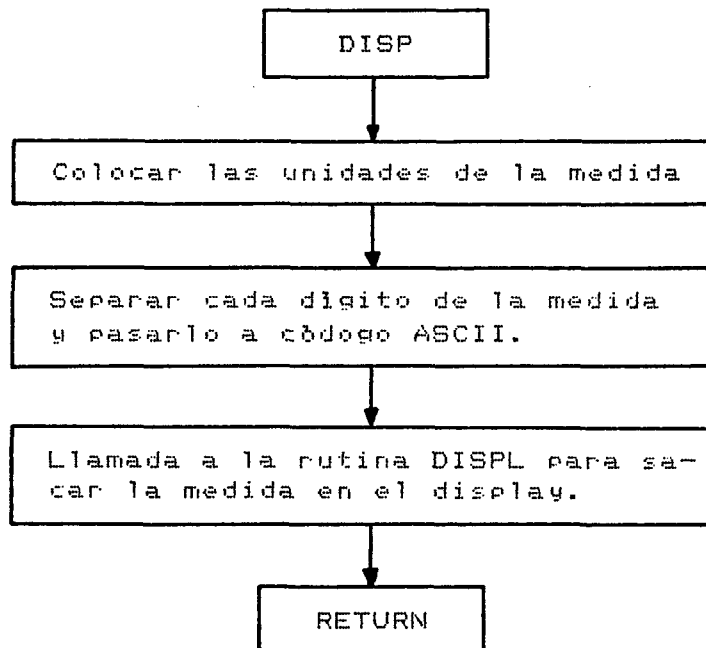 DISP
Colocar las unidades de la medida
Separar cada dígito de la medida
y pasarlo a còdogo ASCII.
Llamada a la rutina DISPL para sa-
car la medida en el display.
RETURN